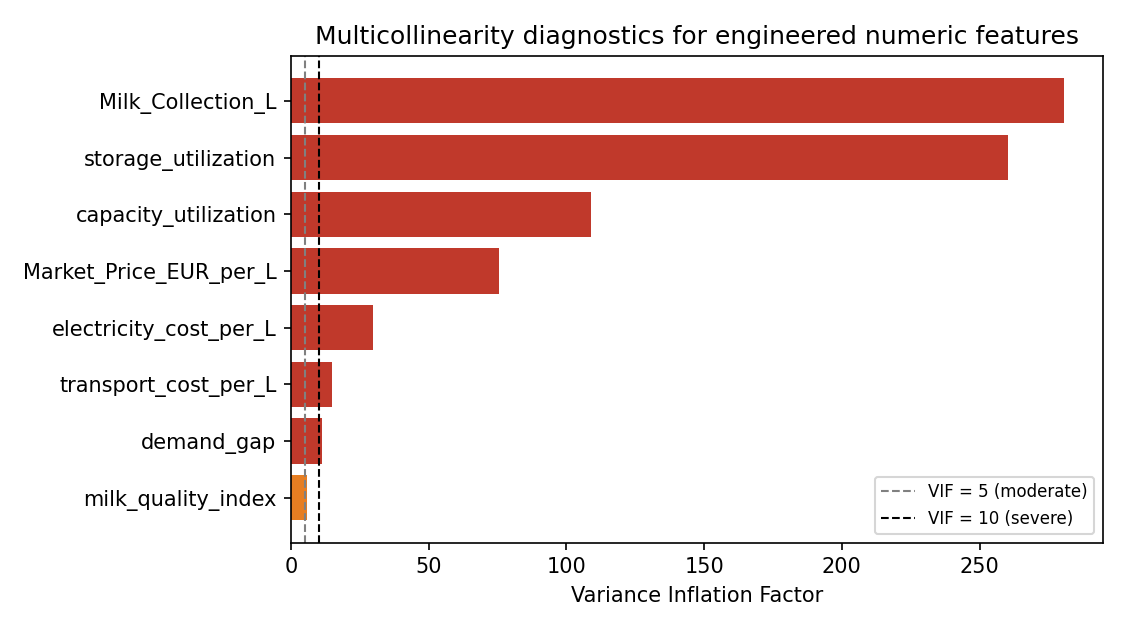 Multicollinearity diagnostics for engineered numeric features
Milk_Collection_L
storage_utilization
capacity_utilization
Market_Price_EUR_per_L
electricity_cost_per_L
transport_cost_per_L
demand_gap
milk_quality_index
VIF = 5 (moderate)
VIF = 10 (severe)
0 50 100 150 200 250
Variance Inflation Factor